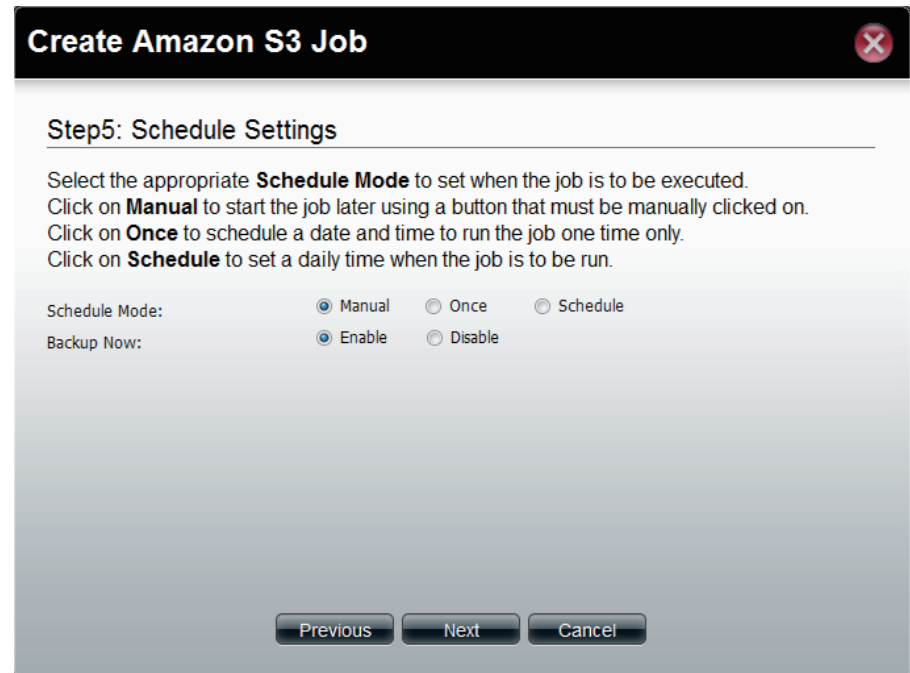 Create Amazon S3 Job
Step5: Schedule Settings
Select the appropriate Schedule Mode to set when the job is to be executed.
Click on Manual to start the job later using a button that must be manually clicked on.
Click on Once to schedule a date and time to run the job one time only.
Click on Schedule to set a daily time when the job is to be run.
Schedule Mode: Manual Once Schedule
Backup Now: Enable Disable
Previous Next Cancel